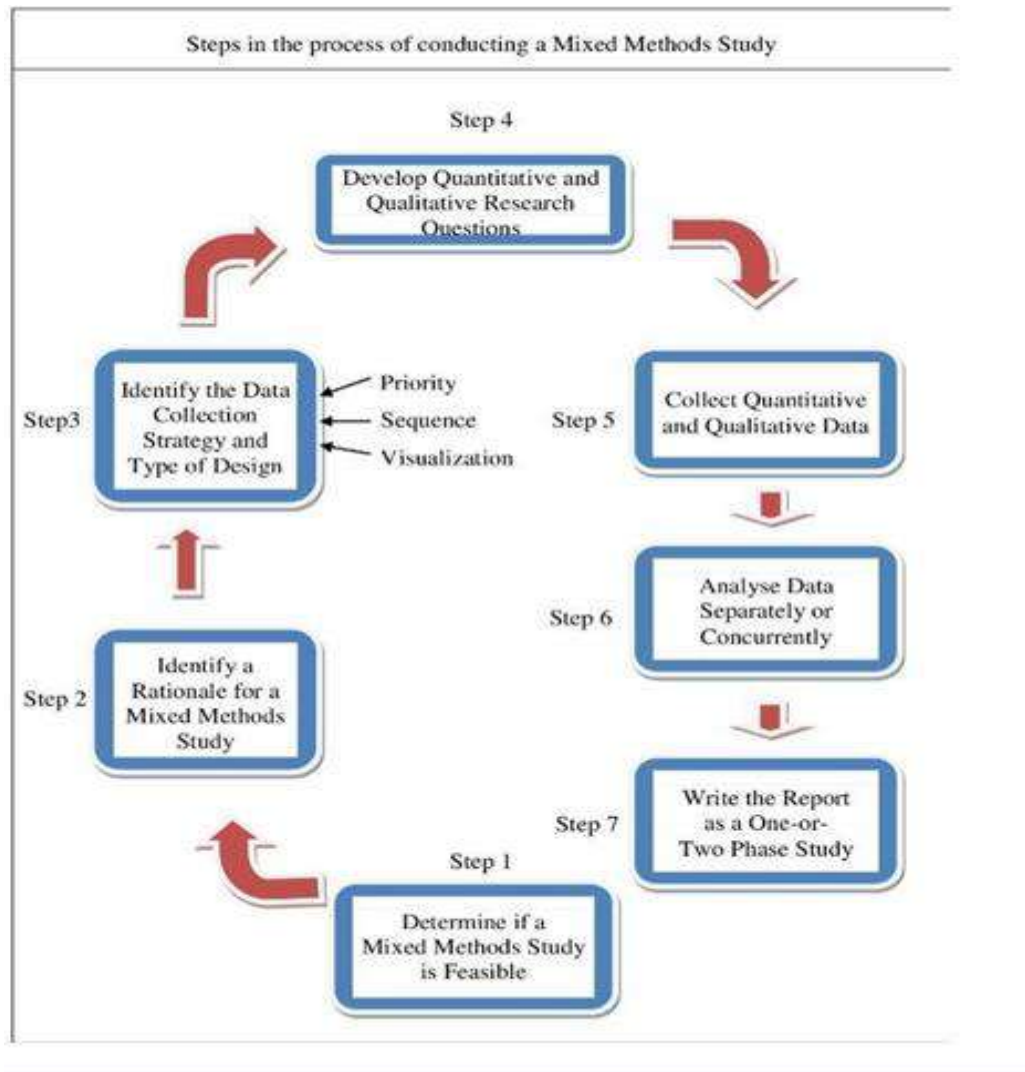 Steps in the process of conducting a Mixed Methods Study
Step 4
Develop Quantitative and
Qualitative Research
Questions
Step3
Identify the Data
Collection
Strategy and
Type of Design
Priority
Sequence
Visualization
Step 5
Collect Quantitative
and Qualitative Data
Step 2
Identify a
Rationale for a
Mixed Methods
Study
Step 6
Analyse Data
Separately or
Concurrently
Step 7
Write the Report
as a One-or-
Two Phase Study
Step 1
Determine if a
Mixed Methods Study
is Feasible